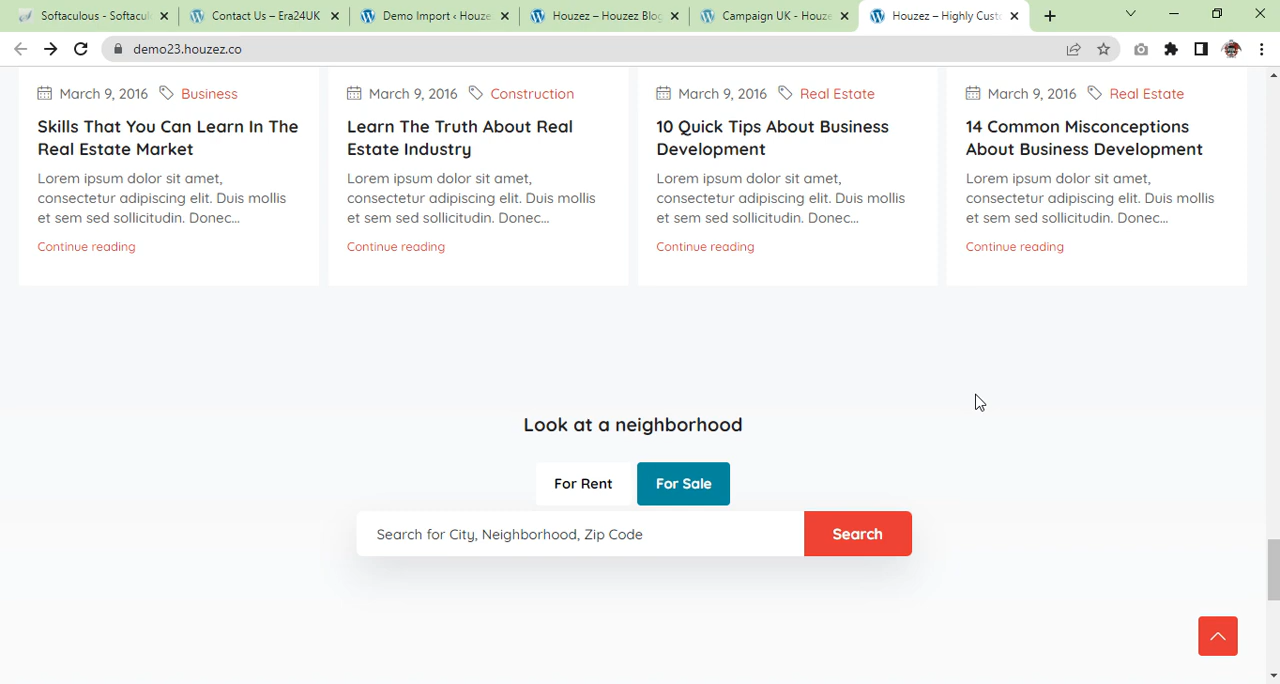 Softaculous - Softacul
Contact Us – Era24UK
Demo Import ‹ Houze
Houzez – Houzez Blog
Campaign UK - Houze
Houzez – Highly Cust
demo23.houzez.co
March 9, 2016 Business
Skills That You Can Learn In The
Real Estate Market
Lorem ipsum dolor sit amet,
consectetur adipiscing elit. Duis mollis
et sem sed sollicitudin. Donec...
Continue reading
March 9, 2016 Construction
Learn The Truth About Real
Estate Industry
Lorem ipsum dolor sit amet,
consectetur adipiscing elit. Duis mollis
et sem sed sollicitudin. Donec...
Continue reading
March 9, 2016 Real Estate
10 Quick Tips About Business
Development
Lorem ipsum dolor sit amet,
consectetur adipiscing elit. Duis mollis
et sem sed sollicitudin. Donec...
Continue reading
March 9, 2016 Real Estate
14 Common Misconceptions
About Business Development
Lorem ipsum dolor sit amet,
consectetur adipiscing elit. Duis mollis
et sem sed sollicitudin. Donec...
Continue reading
Look at a neighborhood
For Rent For Sale
Search for City, Neighborhood, Zip Code Search